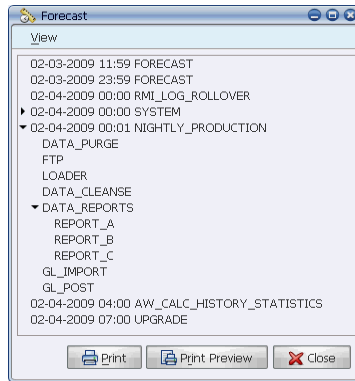 Forecast
View
02-03-2009 11:59 FORECAST
02-03-2009 23:59 FORECAST
02-04-2009 00:00 RMI_LOG_ROLLOVER
02-04-2009 00:00 SYSTEM
02-04-2009 00:01 NIGHTLY_PRODUCTION
DATA_PURGE
FTP
LOADER
DATA_CLEANSE
DATA_REPORTS
REPORT_A
REPORT_B
REPORT_C
GL_IMPORT
GL_POST
02-04-2009 04:00 AW_CALC_HISTORY_STATISTICS
02-04-2009 07:00 UPGRADE
Print Print Preview Close